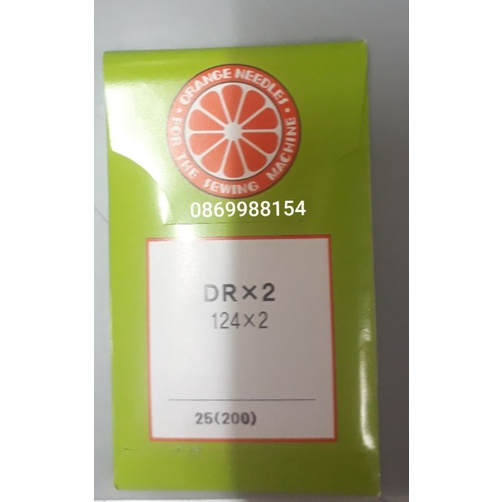 • ORANGE NEEDLES •
FOR THE SEWING MACHINE
0869988154
DR×2
124×2
25(200)